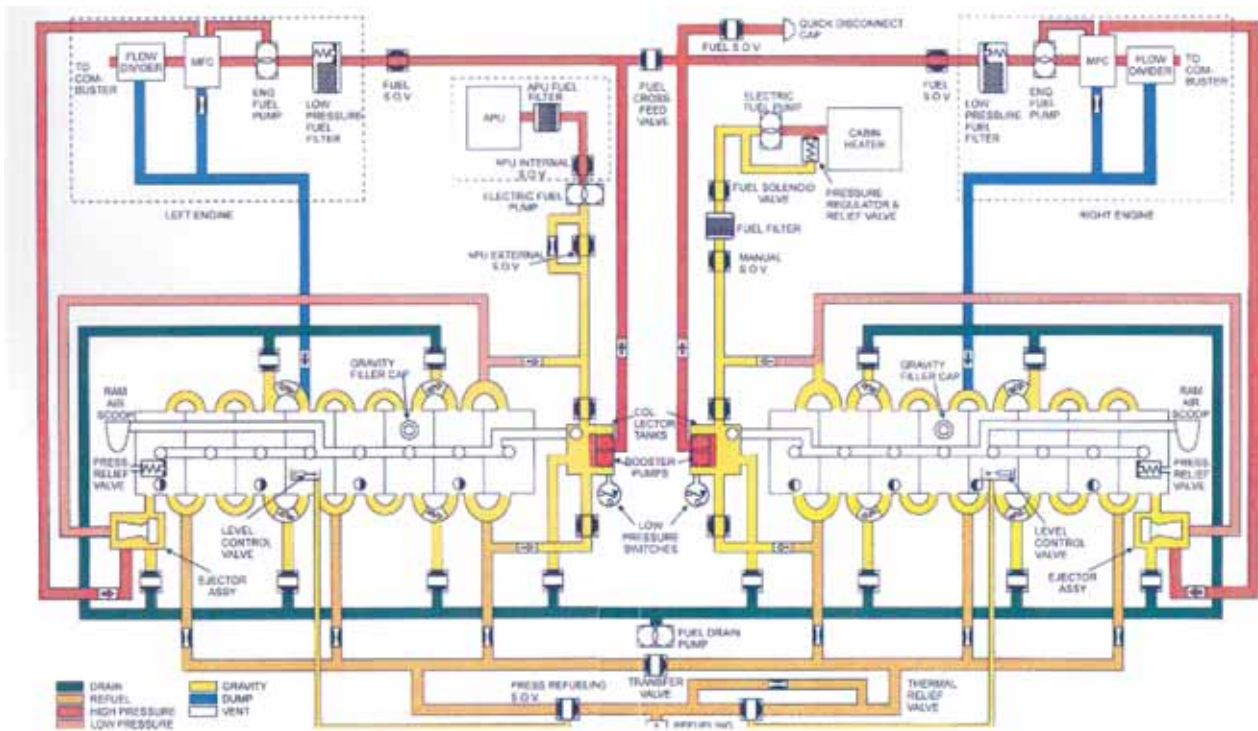 QUICK DISCONNECT
CAP
FUEL S.O.V
TO
COM-
BUSTER
FLOW
DIVIDER
MFC
ENG
FUEL
PUMP
LOW
PRESSURE
FUEL
FILTER
FUEL
S.O.V
APU FUEL
FILTER
APU
APU INTERNAL
S.O.V
ELECTRIC FUEL
PUMP
APU EXTERNAL
S.O.V
LEFT ENGINE
FUEL
CROSS
FEED
VALVE
ELECTRIC
FUEL PUMP
CABIN
HEATER
FUEL SOLENOID
VALVE
PRESSURE
REGULATOR &
RELIEF VALVE
FUEL FILTER
MANUAL
S.O.V
FUEL
S.O.V
LOW
PRESSURE
FUEL
FILTER
ENG FUEL
PUMP
MFC
FLOW
DIVIDER
TO
COM-
BUSTER
RIGHT ENGINE
RAM
AIR
SCOOP
GRAVITY
FILLER CAP
PRESS
RELIEF
VALVE
LEVEL
CONTROL
VALVE
EJECTOR
ASSY
COL
LECTOR
TANKS
BOOSTER
PUMPS
LOW
PRESSURE
SWITCHES
GRAVITY
FILLER CAP
RAM
AIR
SCOOP
PRESS
RELIEF
VALVE
LEVEL
CONTROL
VALVE
EJECTOR
ASSY
FUEL DRAIN
PUMP
TRANSFER
VALVE
PRESS REFUELING
S.O.V
THERMAL
RELIEF
VALVE
DRAIN
REFUEL
HIGH PRESSURE
LOW PRESSURE
GRAVITY
DUMP
VENT